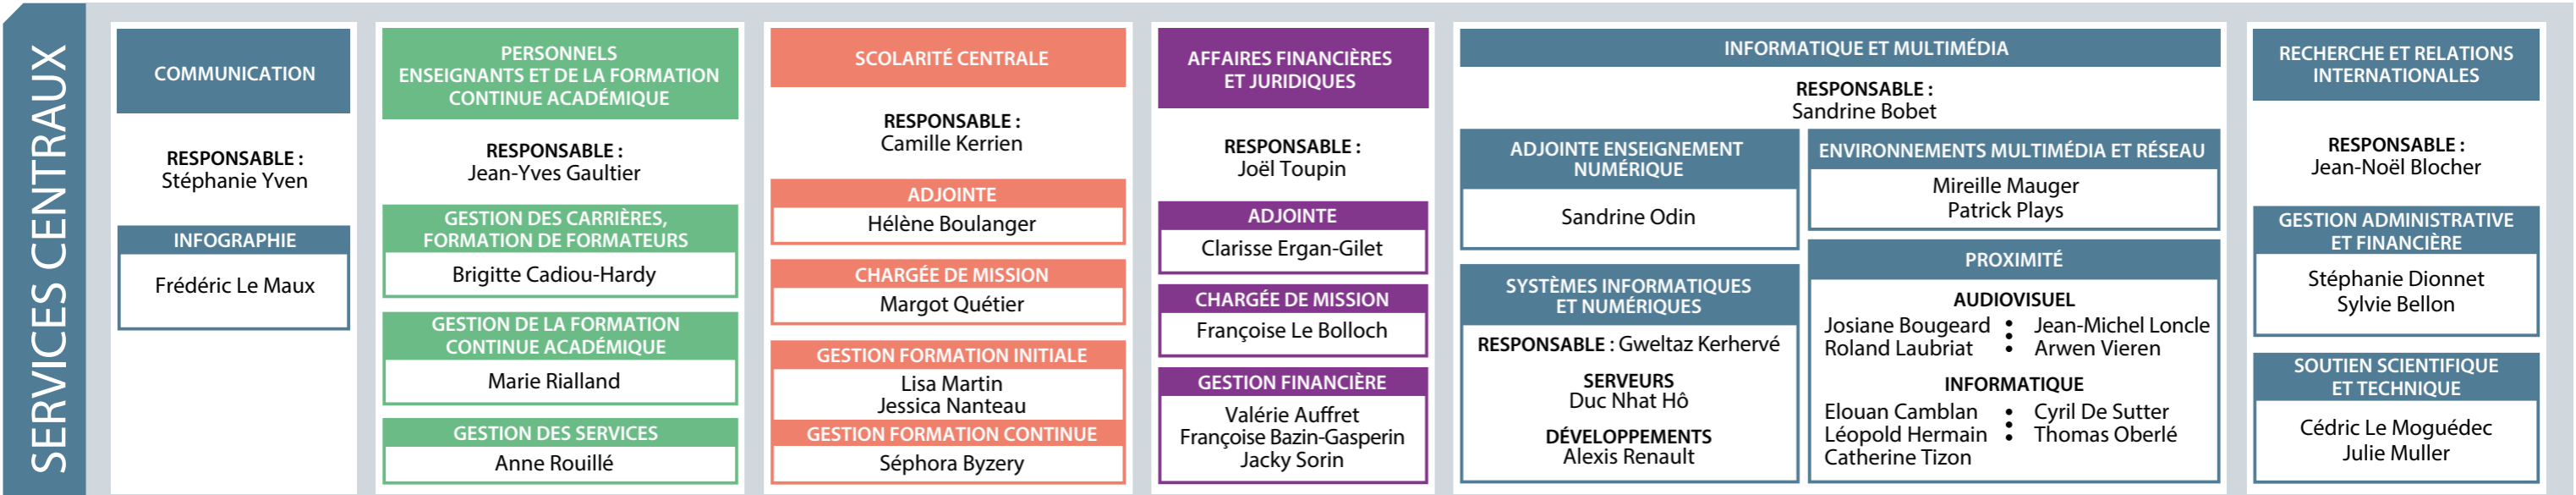 SERVICES CENTRAUX
COMMUNICATION
RESPONSABLE :
Stéphanie Yven
INFOGRAPHIE
Frédéric Le Maux
PERSONNELS
ENSEIGNANTS ET DE LA FORMATION
CONTINUE ACADÉMIQUE
RESPONSABLE :
Jean-Yves Gaultier
GESTION DES CARRIÈRES,
FORMATION DE FORMATEURS
Brigitte Cadiou-Hardy
GESTION DE LA FORMATION
CONTINUE ACADÉMIQUE
Marie Rialland
GESTION DES SERVICES
Anne Rouillé
SCOLARITÉ CENTRALE
RESPONSABLE :
Camille Kerrien
ADJOINTE
Hélène Boulanger
CHARGÉE DE MISSION
Margot Quétier
GESTION FORMATION INITIALE
Lisa Martin
Jessica Nanteau
GESTION FORMATION CONTINUE
Séphora Byzery
AFFAIRES FINANCIÈRES
ET JURIDIQUES
RESPONSABLE :
Joël Toupin
ADJOINTE
Clarisse Ergan-Gilet
CHARGÉE DE MISSION
Françoise Le Bolloch
GESTION FINANCIÈRE
Valérie Auffret
Françoise Bazin-Gasperin
Jacky Sorin
INFORMATIQUE ET MULTIMÉDIA
RESPONSABLE :
Sandrine Bobet
ADJOINTE ENSEIGNEMENT
NUMÉRIQUE
Sandrine Odin
SYSTÈMES INFORMATIQUES
ET NUMÉRIQUES
RESPONSABLE : Gweltaz Kerhervé
SERVEURS
Duc Nhat Hô
DÉVELOPPEMENTS
Alexis Renault
ENVIRONNEMENTS MULTIMÉDIA ET RÉSEAU
Mireille Mauger
Patrick Plays
PROXIMITÉ
AUDIOVISUEL
Josiane Bougeard • Jean-Michel Loncle
Roland Laubriat • Arwen Vieren
INFORMATIQUE
Elouan Camblan • Cyril De Sutter
Léopold Hermain • Thomas Oberlé
Catherine Tizon
RECHERCHE ET RELATIONS
INTERNATIONALES
RESPONSABLE :
Jean-Noël Blocher
GESTION ADMINISTRATIVE
ET FINANCIÈRE
Stéphanie Dionnet
Sylvie Bellon
SOUTIEN SCIENTIFIQUE
ET TECHNIQUE
Cédric Le Moguédec
Julie Muller